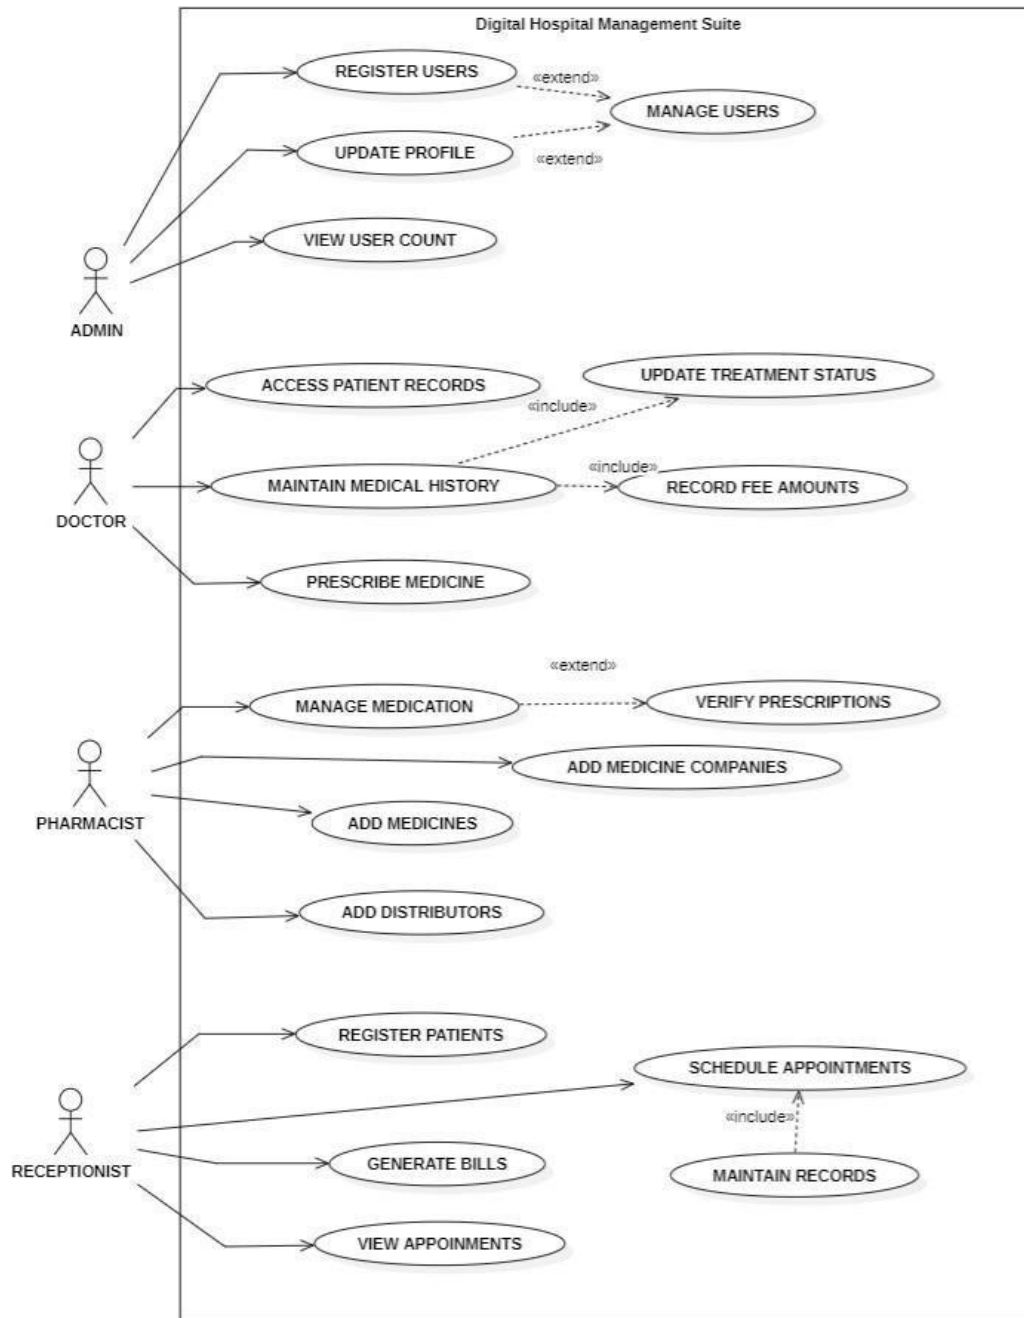 Digital Hospital Management Suite
REGISTER USERS
«extend»
MANAGE USERS
UPDATE PROFILE
«extend»
VIEW USER COUNT
ADMIN
ACCESS PATIENT RECORDS
UPDATE TREATMENT STATUS
«include»
DOCTOR
MAINTAIN MEDICAL HISTORY
«include»
RECORD FEE AMOUNTS
PRESCRIBE MEDICINE
«extend»
MANAGE MEDICATION
VERIFY PRESCRIPTIONS
ADD MEDICINE COMPANIES
PHARMACIST
ADD MEDICINES
ADD DISTRIBUTORS
REGISTER PATIENTS
SCHEDULE APPOINTMENTS
«include»
RECEPTIONIST
GENERATE BILLS
MAINTAIN RECORDS
VIEW APPOINMENTS